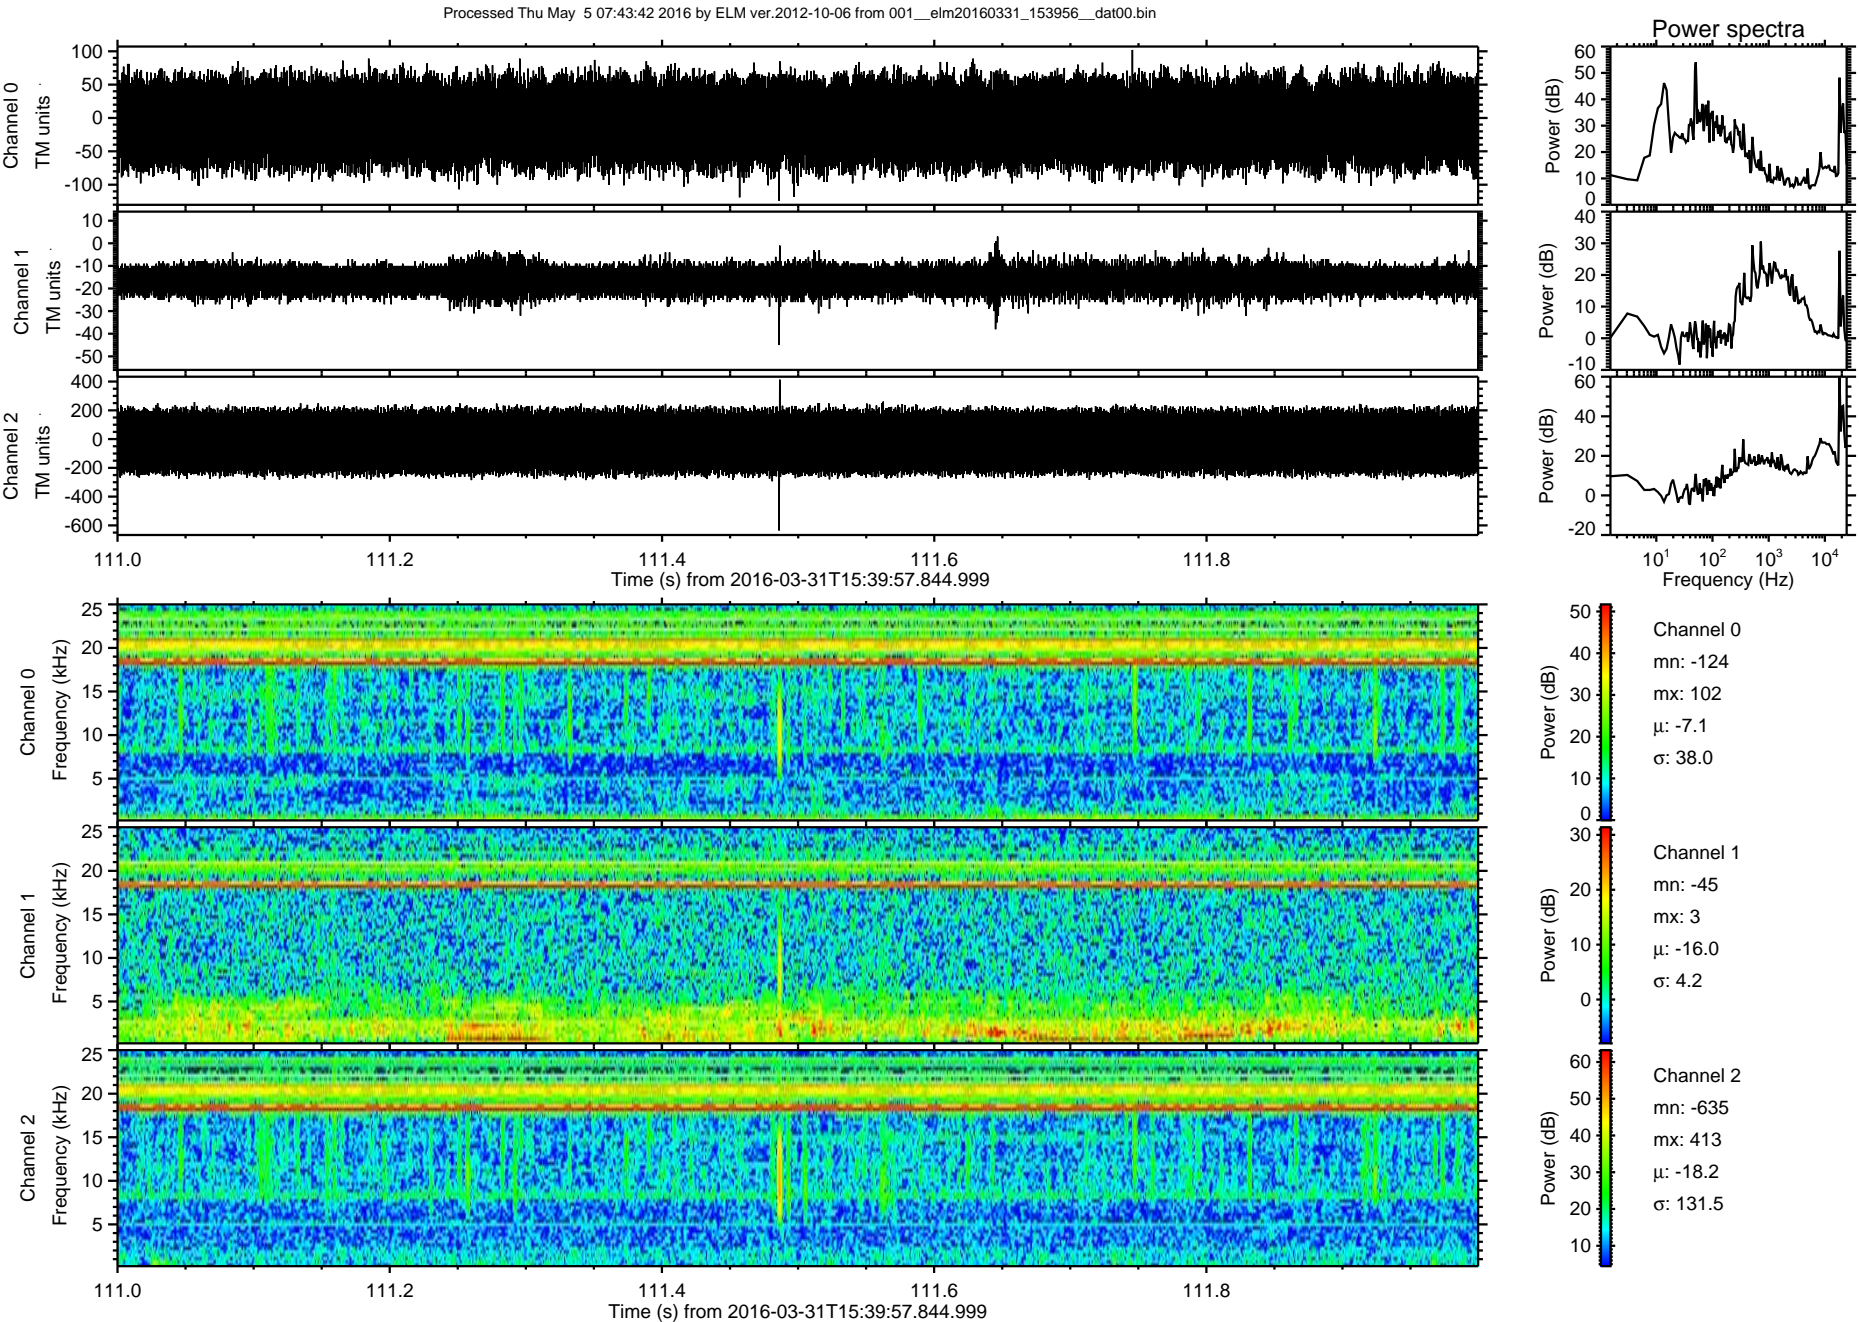 Processed Thu May  5 07:43:42 2016 by ELM ver.2012-10-06 from 001__elm20160331_153956__dat00.bin
Power spectra
Channel 0
TM units
100
50
0
-50
-100
Power (dB)
60
50
40
30
20
10
0
Channel 1
TM units
10
0
-10
-20
-30
-40
-50
Power (dB)
40
30
20
10
0
-10
Channel 2
TM units
400
200
0
-200
-400
-600
Power (dB)
60
40
20
0
-20
111.0 111.2 111.4 111.6 111.8
Time (s) from 2016-03-31T15:39:57.844.999
10^1 10^2 10^3 10^4
Frequency (Hz)
Channel 0
Frequency (kHz)
25
20
15
10
5
Power (dB)
50
40
30
20
10
0
Channel 0
mn: -124
mx: 102
μ: -7.1
σ: 38.0
Channel 1
Frequency (kHz)
25
20
15
10
5
Power (dB)
30
20
10
0
Channel 1
mn: -45
mx: 3
μ: -16.0
σ: 4.2
Channel 2
Frequency (kHz)
25
20
15
10
5
Power (dB)
60
50
40
30
20
10
Channel 2
mn: -635
mx: 413
μ: -18.2
σ: 131.5
111.0 111.2 111.4 111.6 111.8
Time (s) from 2016-03-31T15:39:57.844.999